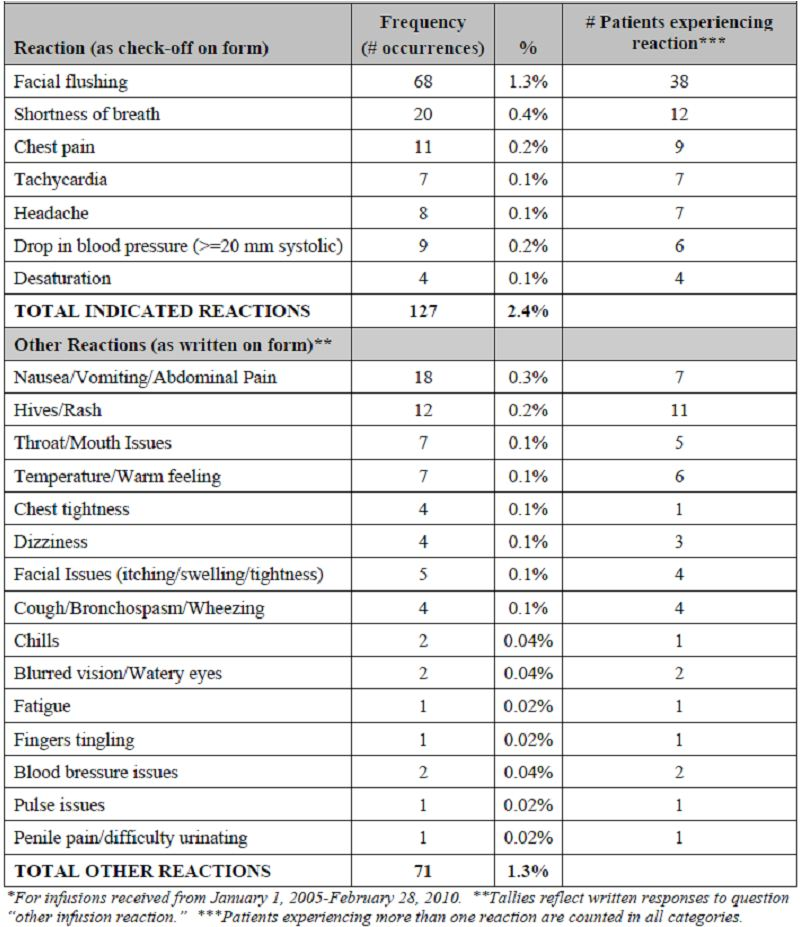 Reaction (as check-off on form) Frequency (# occurrences) % # Patients experiencing reaction***
Facial flushing 68 1.3% 38
Shortness of breath 20 0.4% 12
Chest pain 11 0.2% 9
Tachycardia 7 0.1% 7
Headache 8 0.1% 7
Drop in blood pressure (>=20 mm systolic) 9 0.2% 6
Desaturation 4 0.1% 4
TOTAL INDICATED REACTIONS 127 2.4%
Other Reactions (as written on form)**
Nausea/Vomiting/Abdominal Pain 18 0.3% 7
Hives/Rash 12 0.2% 11
Throat/Mouth Issues 7 0.1% 5
Temperature/Warm feeling 7 0.1% 6
Chest tightness 4 0.1% 1
Dizziness 4 0.1% 3
Facial Issues (itching/swelling/tightness) 5 0.1% 4
Cough/Bronchospasm/Wheezing 4 0.1% 4
Chills 2 0.04% 1
Blurred vision/Watery eyes 2 0.04% 2
Fatigue 1 0.02% 1
Fingers tingling 1 0.02% 1
Blood bressure issues 2 0.04% 2
Pulse issues 1 0.02% 1
Penile pain/difficulty urinating 1 0.02% 1
TOTAL OTHER REACTIONS 71 1.3%
*For infusions received from January 1, 2005-February 28, 2010. **Tallies reflect written responses to question
"other infusion reaction." ***Patients experiencing more than one reaction are counted in all categories.